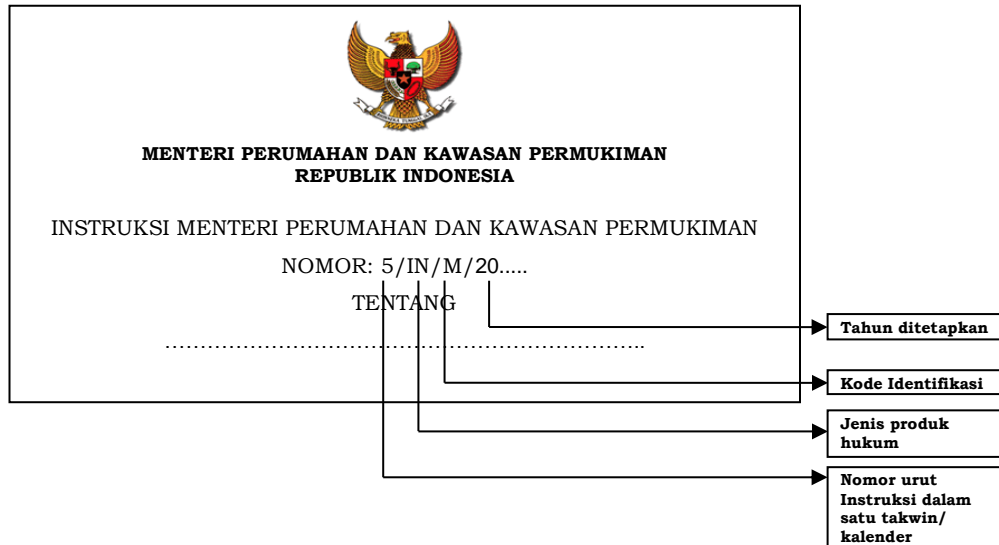 MENTERI PERUMAHAN DAN KAWASAN PERMUKIMAN
REPUBLIK INDONESIA
INSTRUKSI MENTERI PERUMAHAN DAN KAWASAN PERMUKIMAN
NOMOR: 5/IN/M/20.....
TENTANG
…………………………………………………………..
Tahun ditetapkan
Kode Identifikasi
Jenis produk
hukum
Nomor urut
Instruksi dalam
satu takwin/
kalender